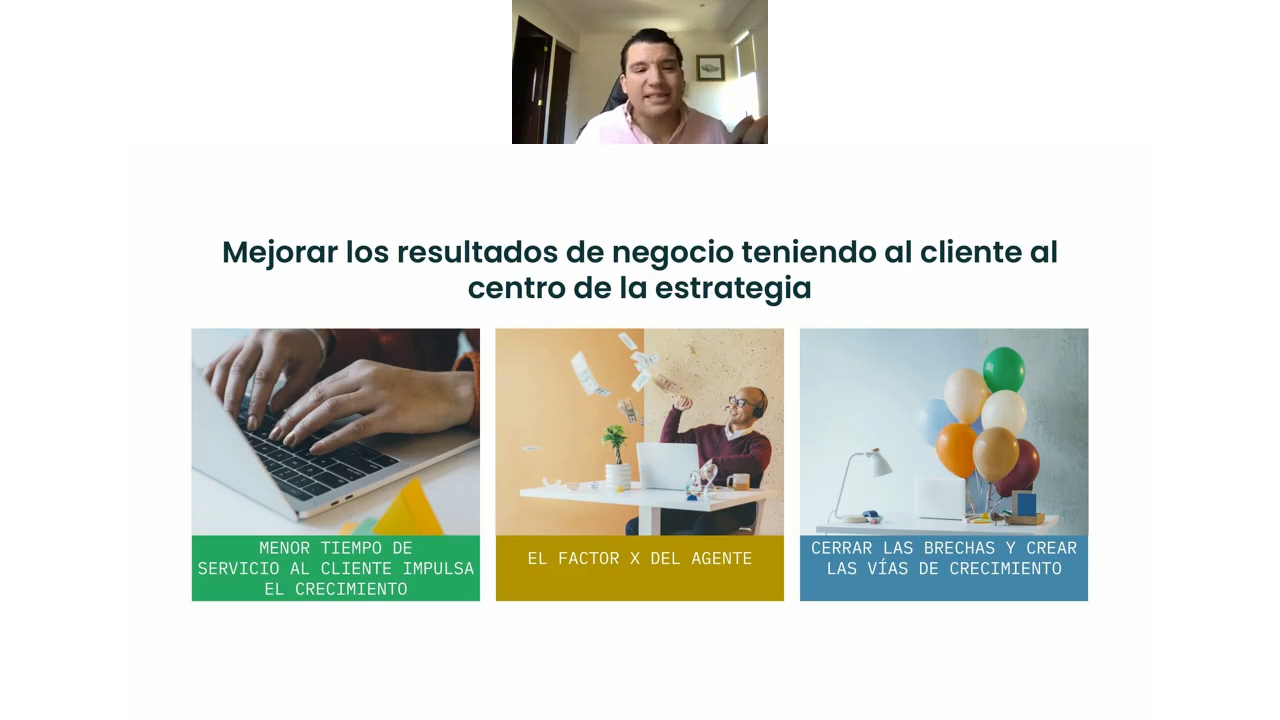 Mejorar los resultados de negocio teniendo al cliente al
centro de la estrategia
MENOR TIEMPO DE
SERVICIO AL CLIENTE IMPULSA
EL CRECIMIENTO
EL FACTOR X DEL AGENTE
CERRAR LAS BRECHAS Y CREAR
LAS VÍAS DE CRECIMIENTO